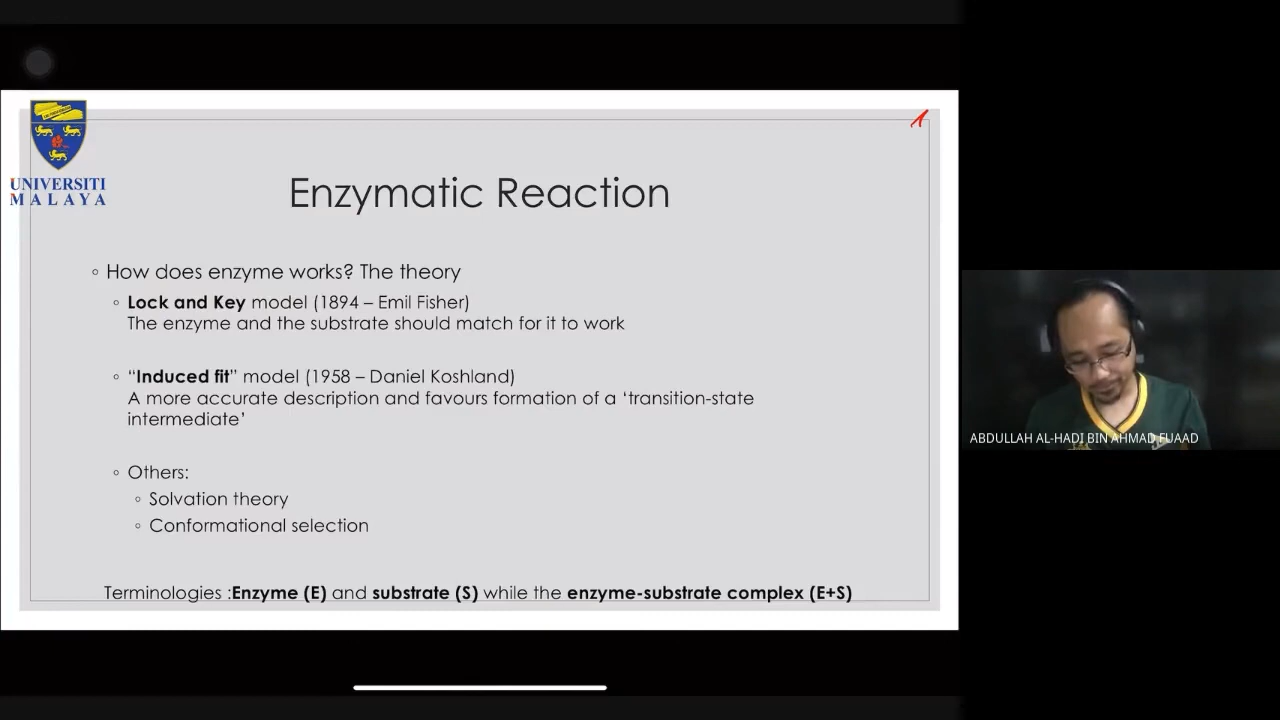 UNIVERSITI
MALAYA
Enzymatic Reaction
How does enzyme works? The theory
Lock and Key model (1894 – Emil Fisher)
The enzyme and the substrate should match for it to work
“Induced fit” model (1958 – Daniel Koshland)
A more accurate description and favours formation of a ‘transition-state
intermediate’
Others:
Solvation theory
Conformational selection
Terminologies :Enzyme (E) and substrate (S) while the enzyme-substrate complex (E+S)
ABDULLAH AL-HADI BIN AHMAD FUAAD